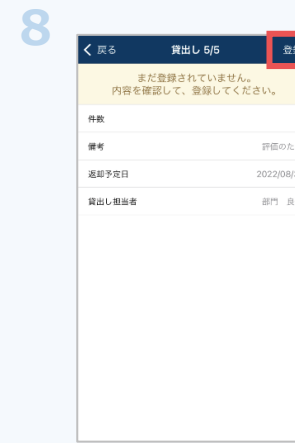 8
戻る 貸出し 5/5 登
まだ登録されていません。
内容を確認して、登録してください。
件数
備考 評価のた
返却予定日 2022/08/
貸出し担当者 部門 良